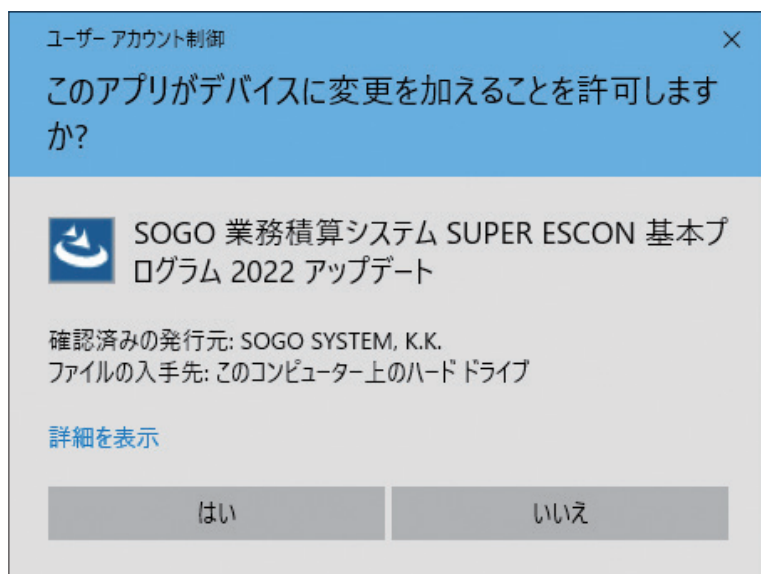 ユーザー アカウント制御
このアプリがデバイスに変更を加えることを許可します
か?
SOGO 業務積算システム SUPER ESCON 基本プ
ログラム 2022 アップデート
確認済みの発行元: SOGO SYSTEM, K.K.
ファイルの入手先: このコンピューター上のハード ドライブ
詳細を表示
はい
いいえ